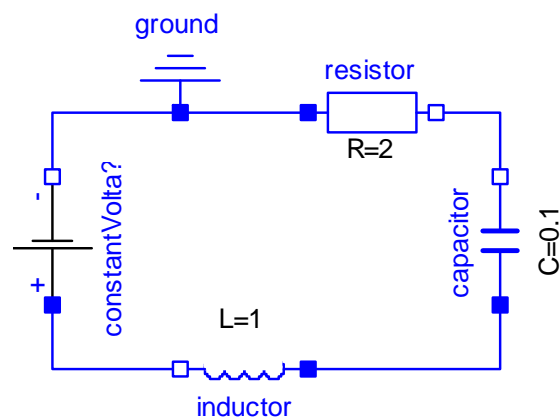 ground
resistor
R=2
-
constantVolta?
+
capacitor
C=0.1
L=1
inductor